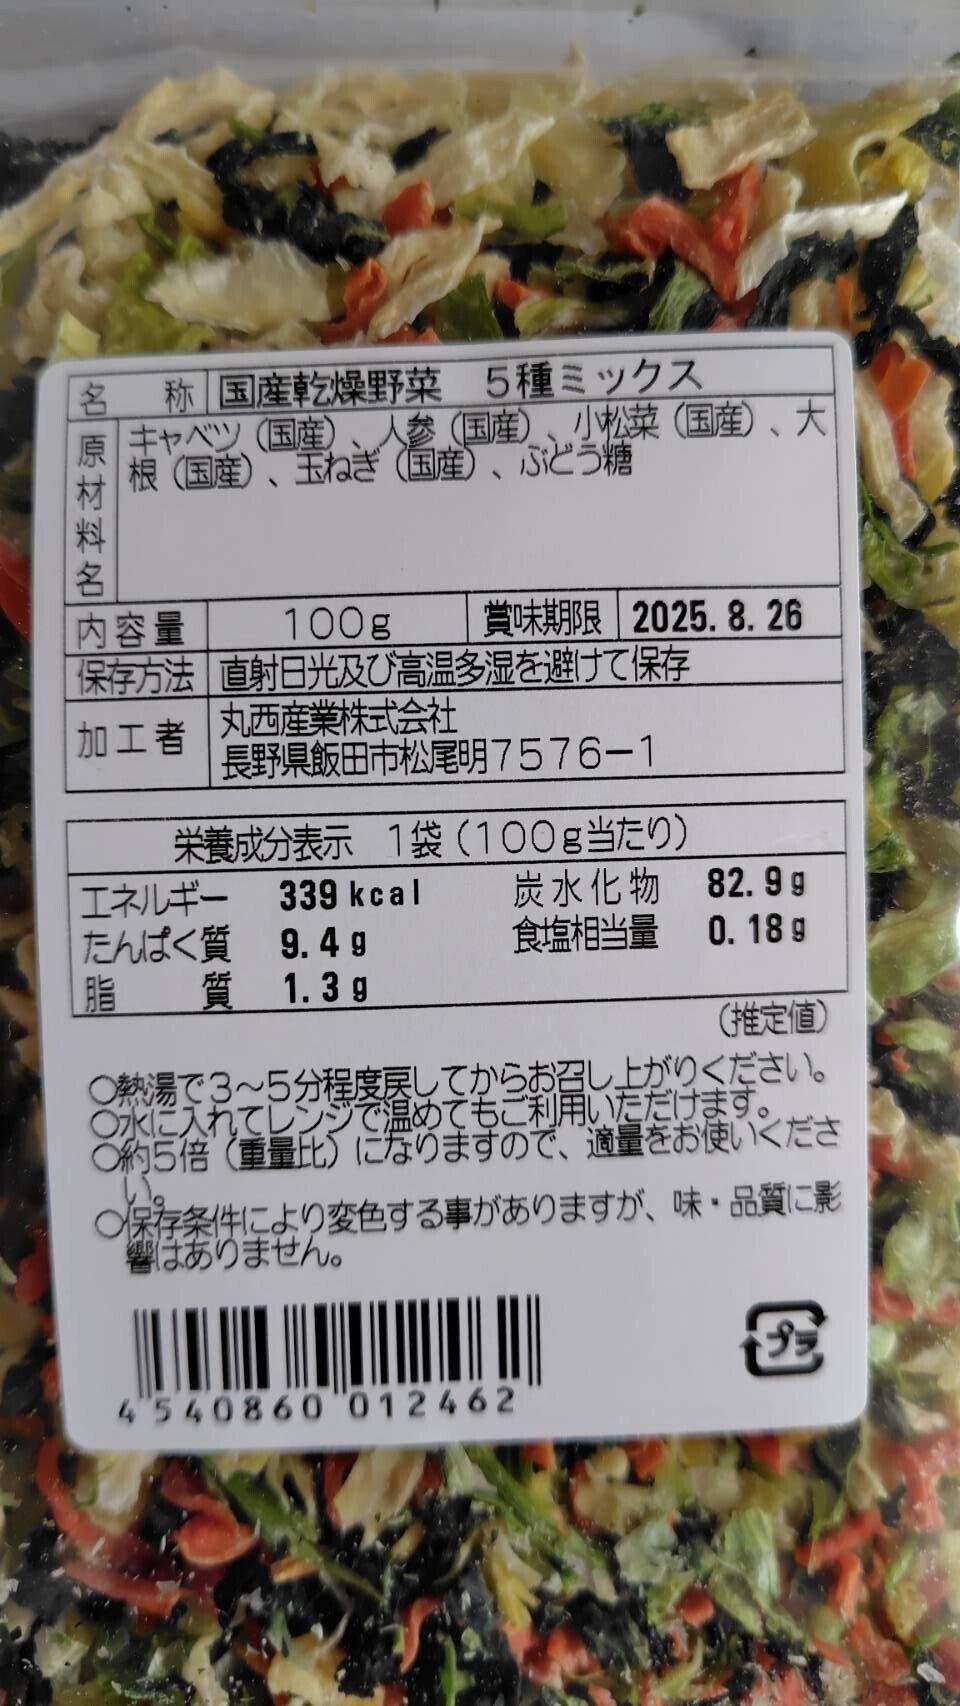 名称 国産乾燥野菜 5種ミックス
原材料名 キャベツ（国産）、人参（国産）、小松菜（国産）、大
根（国産）、玉ねぎ（国産）、ぶどう糖
内容量 100g 賞味期限 2025.8.26
保存方法 直射日光及び高温多湿を避けて保存
加工者 丸西産業株式会社
長野県飯田市松尾明7576－1
栄養成分表示 1袋（100g当たり）
エネルギー 339kcal 炭水化物 82.9g
たんぱく質 9.4g 食塩相当量 0.18g
脂質 1.3g
（推定値）
○熱湯で3～5分程度戻してからお召し上がりください。
○水に入れてレンジで温めてもご利用いただけます。
○約5倍（重量比）になりますので、適量をお使いくださ
い。
○保存条件により変色する事がありますが、味・品質に影
響はありません。
プラ
4 540860 012462